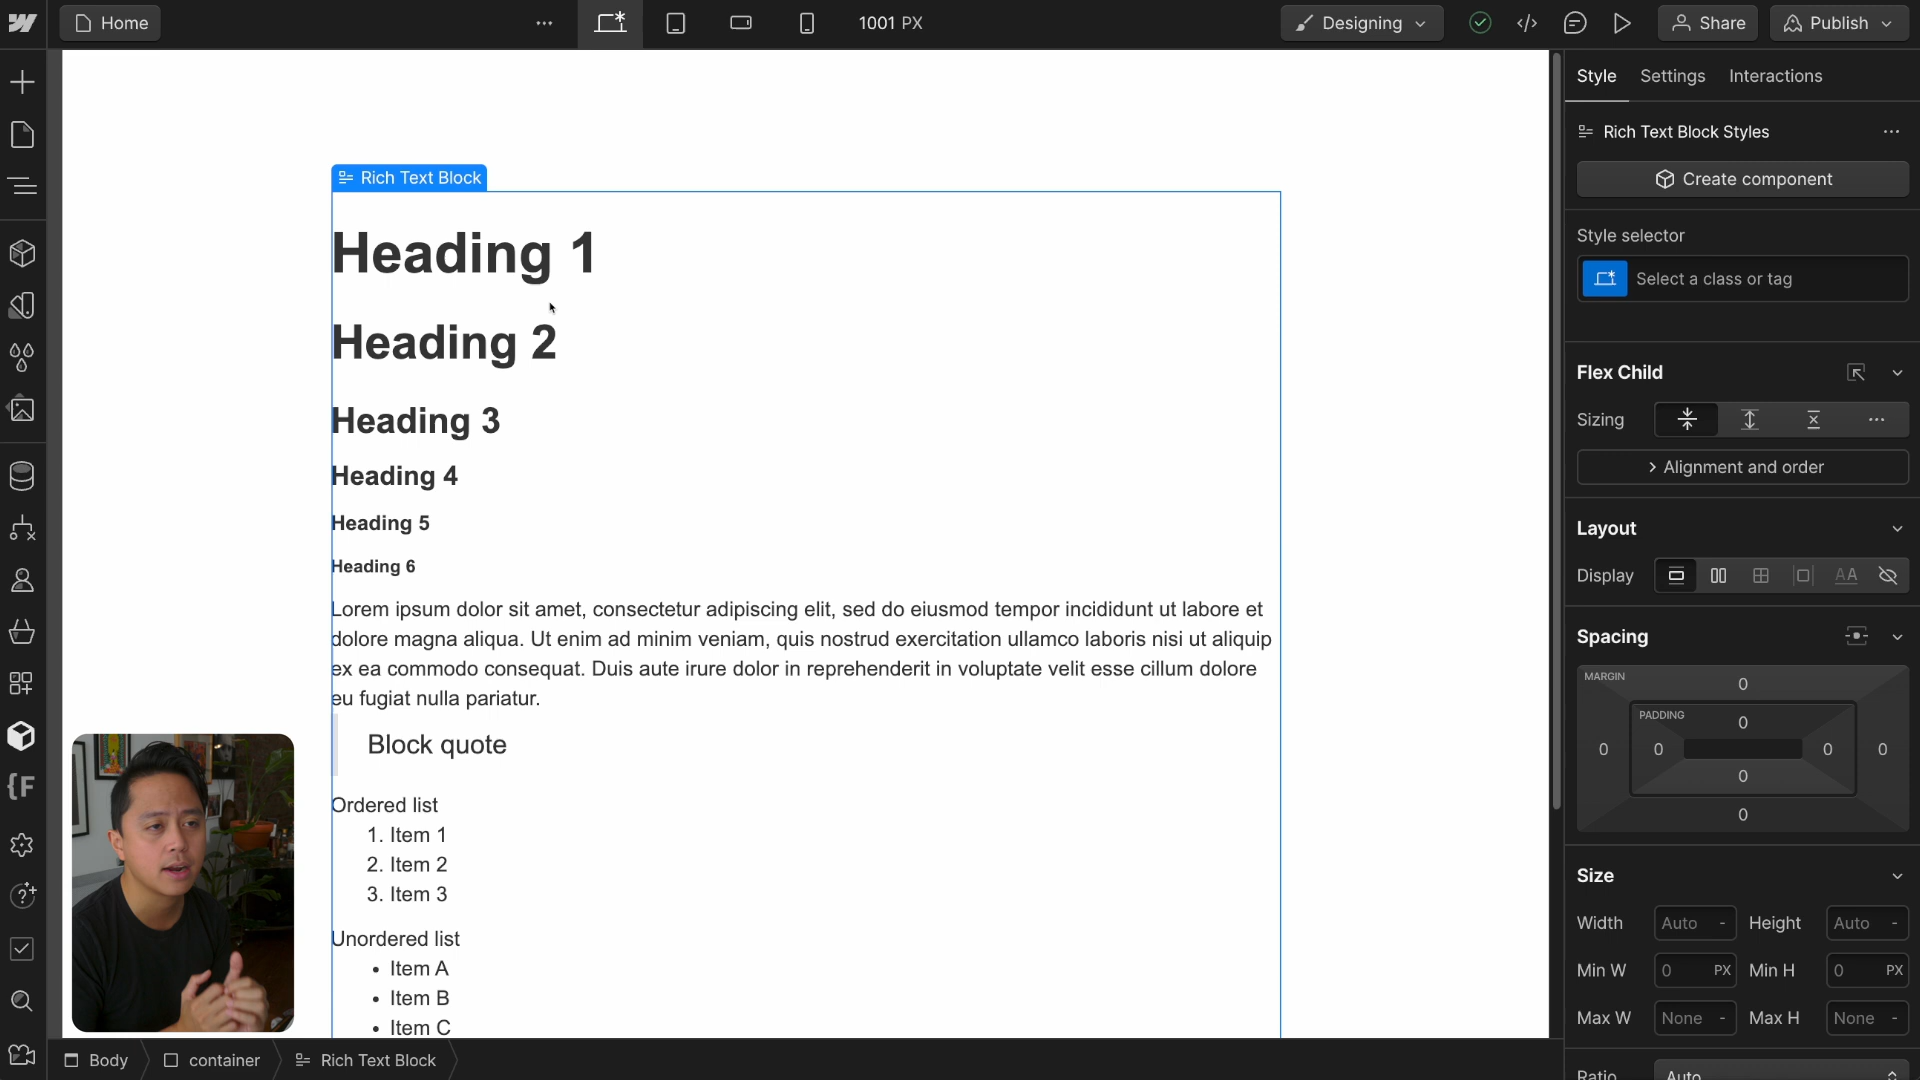 Home
1001 PX
Designing
Share
Publish
Style Settings Interactions
Rich Text Block Styles
Create component
Style selector
Select a class or tag
Flex Child
Sizing
Alignment and order
Layout
Display
AA
Spacing
MARGIN
0
PADDING
0
0 0 0 0
0
0
Size
Width Auto - Height Auto -
Min W 0 PX Min H 0 PX
Max W None - Max H None -
Ratio Auto
Rich Text Block
Heading 1
Heading 2
Heading 3
Heading 4
Heading 5
Heading 6
Lorem ipsum dolor sit amet, consectetur adipiscing elit, sed do eiusmod tempor incididunt ut labore et
dolore magna aliqua. Ut enim ad minim veniam, quis nostrud exercitation ullamco laboris nisi ut aliquip
ex ea commodo consequat. Duis aute irure dolor in reprehenderit in voluptate velit esse cillum dolore
eu fugiat nulla pariatur.
Block quote
Ordered list
1. Item 1
2. Item 2
3. Item 3
Unordered list
• Item A
• Item B
• Item C
{F
Body
container
Rich Text Block